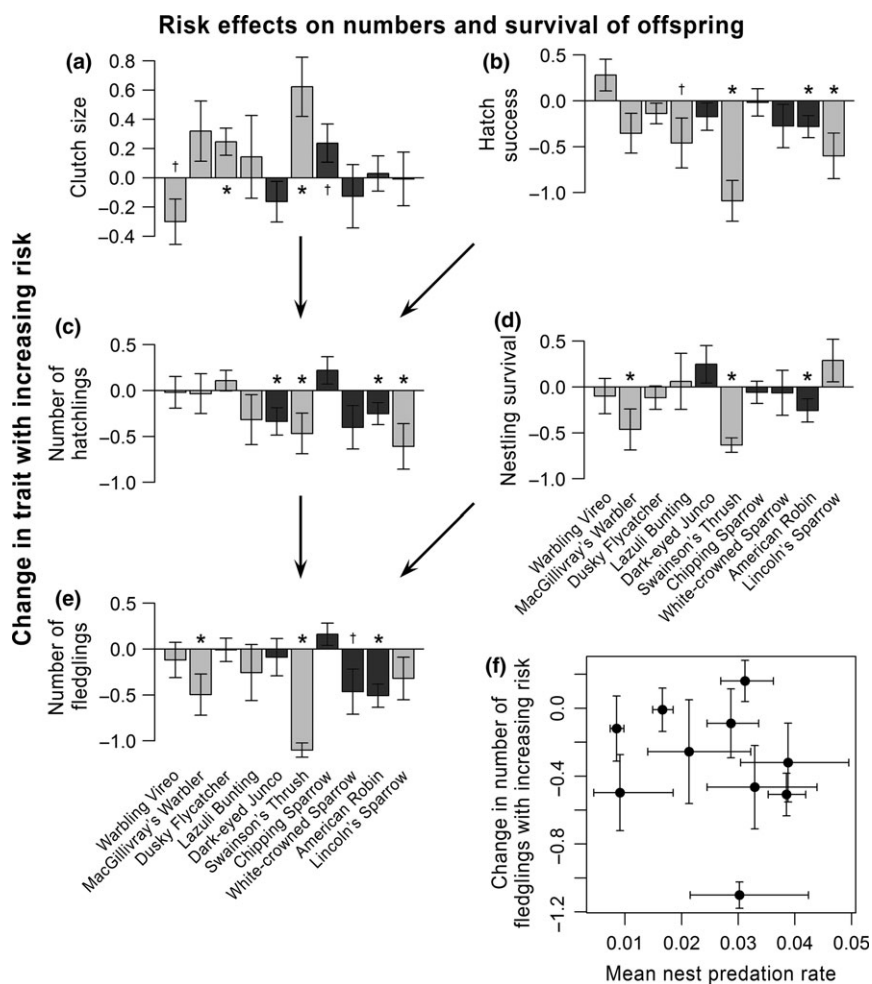 Risk effects on numbers and survival of offspring
Change in trait with increasing risk
(a)
Clutch size
0.8
0.6
0.4
0.2
0.0
−0.2
−0.4
†
*
*
†
(b)
Hatch
success
0.5
0.0
−0.5
−1.0
†
*
*
*
(c)
Number of
hatchlings
0.5
0.0
−0.5
−1.0
*
*
*
*
(d)
Nestling survival
0.5
0.0
−0.5
−1.0
*
*
*
Warbling Vireo
MacGillivray's Warbler
Dusky Flycatcher
Lazuli Bunting
Dark-eyed Junco
Swainson's Thrush
Chipping Sparrow
White-crowned Sparrow
American Robin
Lincoln's Sparrow
(e)
Number of
fledglings
0.5
0.0
−0.5
−1.0
*
*
†
*
Warbling Vireo
MacGillivray's Warbler
Dusky Flycatcher
Lazuli Bunting
Dark-eyed Junco
Swainson's Thrush
Chipping Sparrow
White-crowned Sparrow
American Robin
Lincoln's Sparrow
(f)
Change in number of
fledglings with increasing risk
0.0
−0.4
−0.8
−1.2
0.01 0.02 0.03 0.04 0.05
Mean nest predation rate